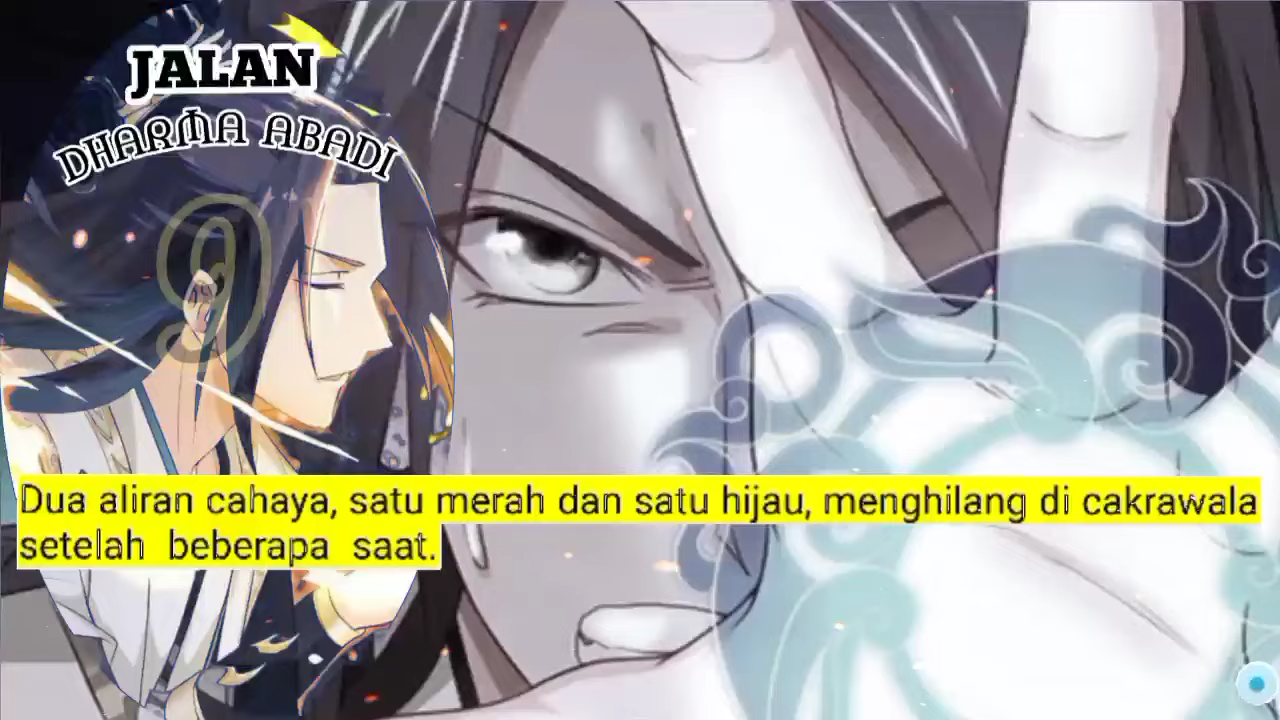 JALAN
DHARMA ABADI
Dua aliran cahaya, satu merah dan satu hijau, menghilang di cakrawala
setelah beberapa saat.